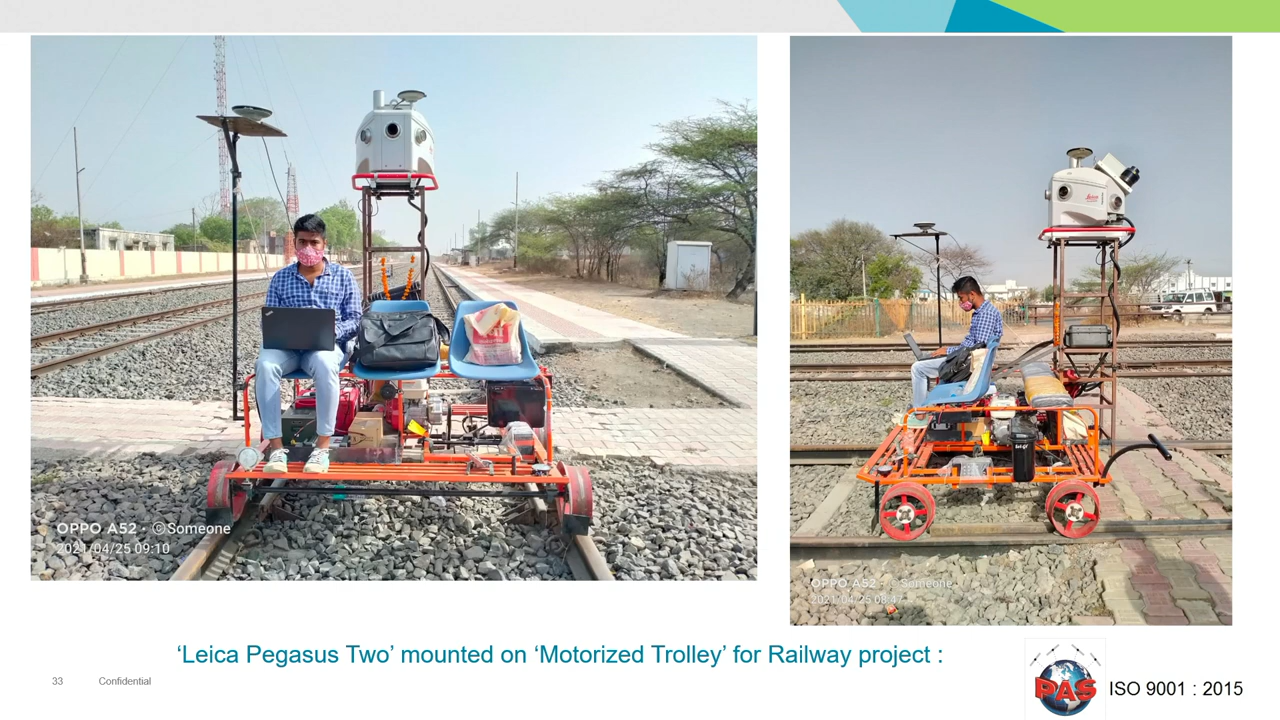 OPPO A52 · Someone
2021/04/25 09:10
OPPO A52 · Someone
2021/04/25 08:47
Leica
'Leica Pegasus Two' mounted on 'Motorized Trolley' for Railway project :
33 Confidential
PAS
ISO 9001 : 2015